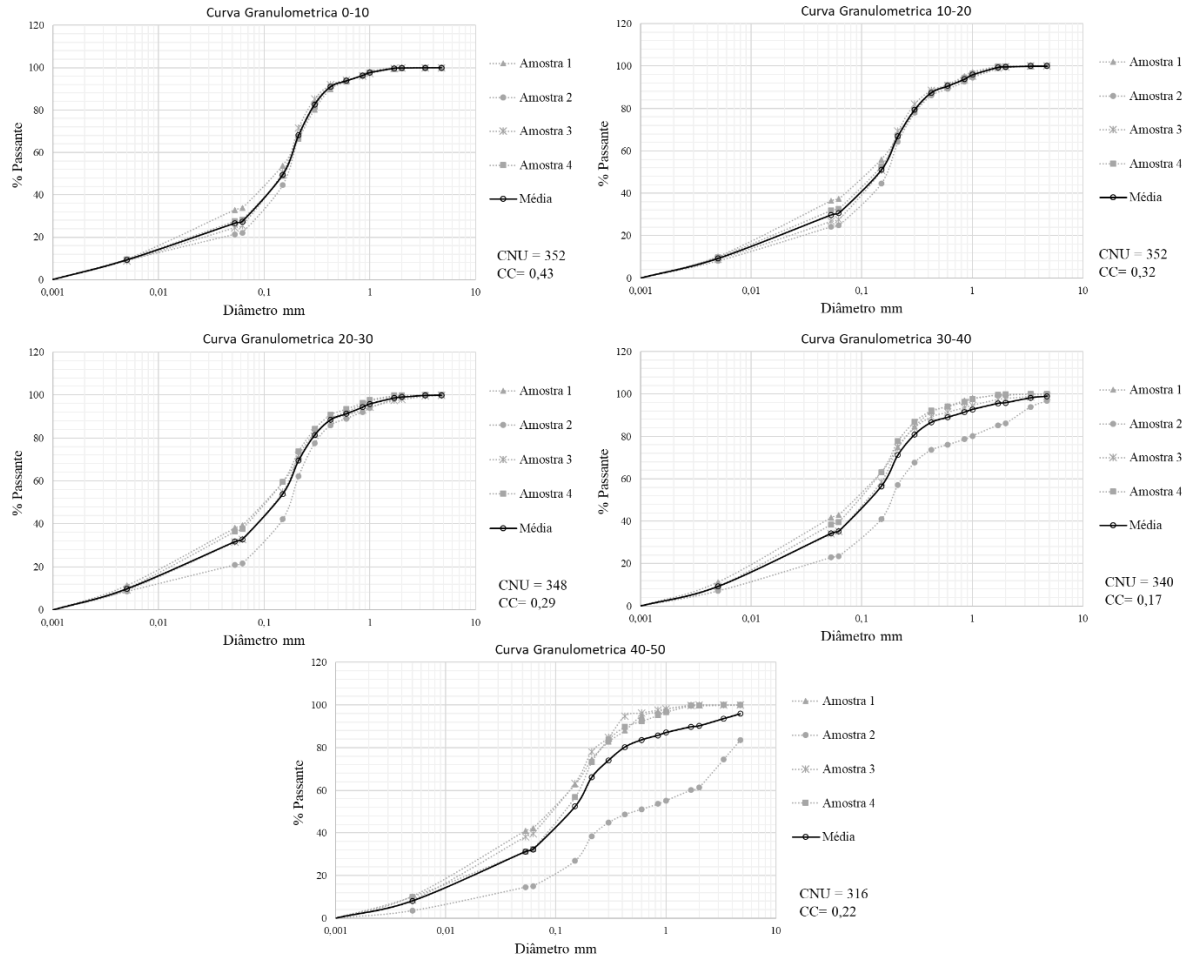 Curva Granulometrica 0-10
120
100
80
60
40
20
0
% Passante
0,001
0,01
0,1
1
10
Diâmetro mm
Amostra 1
Amostra 2
Amostra 3
Amostra 4
Média
CNU = 352
CC= 0,43
Curva Granulometrica 10-20
120
100
80
60
40
20
0
% Passante
0,001
0,01
0,1
1
10
Diâmetro mm
Amostra 1
Amostra 2
Amostra 3
Amostra 4
Média
CNU = 352
CC= 0,32
Curva Granulometrica 20-30
120
100
80
60
40
20
0
% Passante
0,001
0,01
0,1
1
10
Diâmetro mm
Amostra 1
Amostra 2
Amostra 3
Amostra 4
Média
CNU = 348
CC= 0,29
Curva Granulometrica 30-40
120
100
80
60
40
20
0
% Passante
0,001
0,01
0,1
1
10
Diâmetro mm
Amostra 1
Amostra 2
Amostra 3
Amostra 4
Média
CNU = 340
CC= 0,17
Curva Granulometrica 40-50
120
100
80
60
40
20
0
% Passante
0,001
0,01
0,1
1
10
Diâmetro mm
Amostra 1
Amostra 2
Amostra 3
Amostra 4
Média
CNU = 316
CC= 0,22